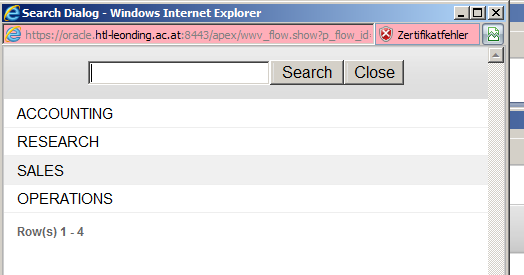 Search Dialog - Windows Internet Explorer
https://oracle.htl-leonding.ac.at:8443/apex/wwv_flow.show?p_flow_id Zertifikatfehler
Search Close
ACCOUNTING
RESEARCH
SALES
OPERATIONS
Row(s) 1 - 4